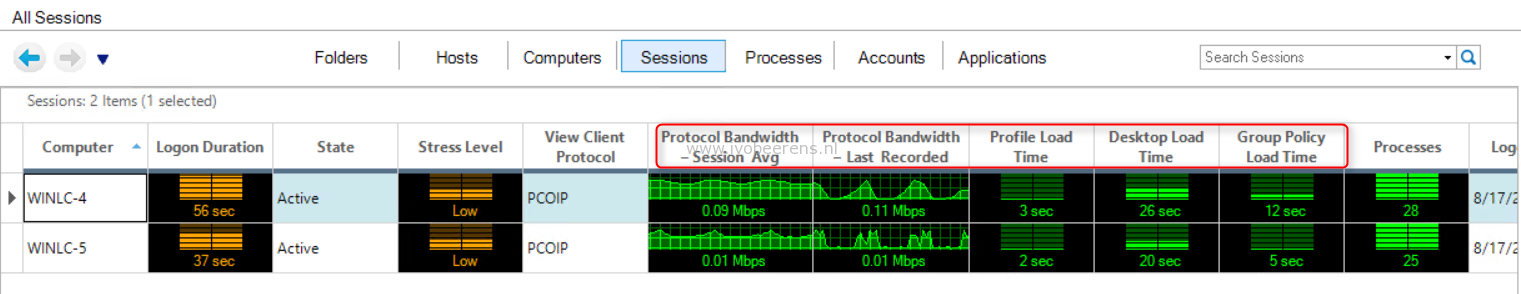 All Sessions
Folders Hosts Computers Sessions Processes Accounts Applications Search Sessions
Sessions: 2 Items (1 selected)
Computer Logon Duration State Stress Level View Client Protocol Protocol Bandwidth – Session Avg Protocol Bandwidth – Last Recorded Profile Load Time Desktop Load Time Group Policy Load Time Processes Log
www.ivobeerens.nl
WINLC-4 56 sec Active Low PCOIP 0.09 Mbps 0.11 Mbps 3 sec 26 sec 12 sec 28 8/17/2
WINLC-5 37 sec Active Low PCOIP 0.01 Mbps 0.01 Mbps 2 sec 20 sec 5 sec 25 8/17/2